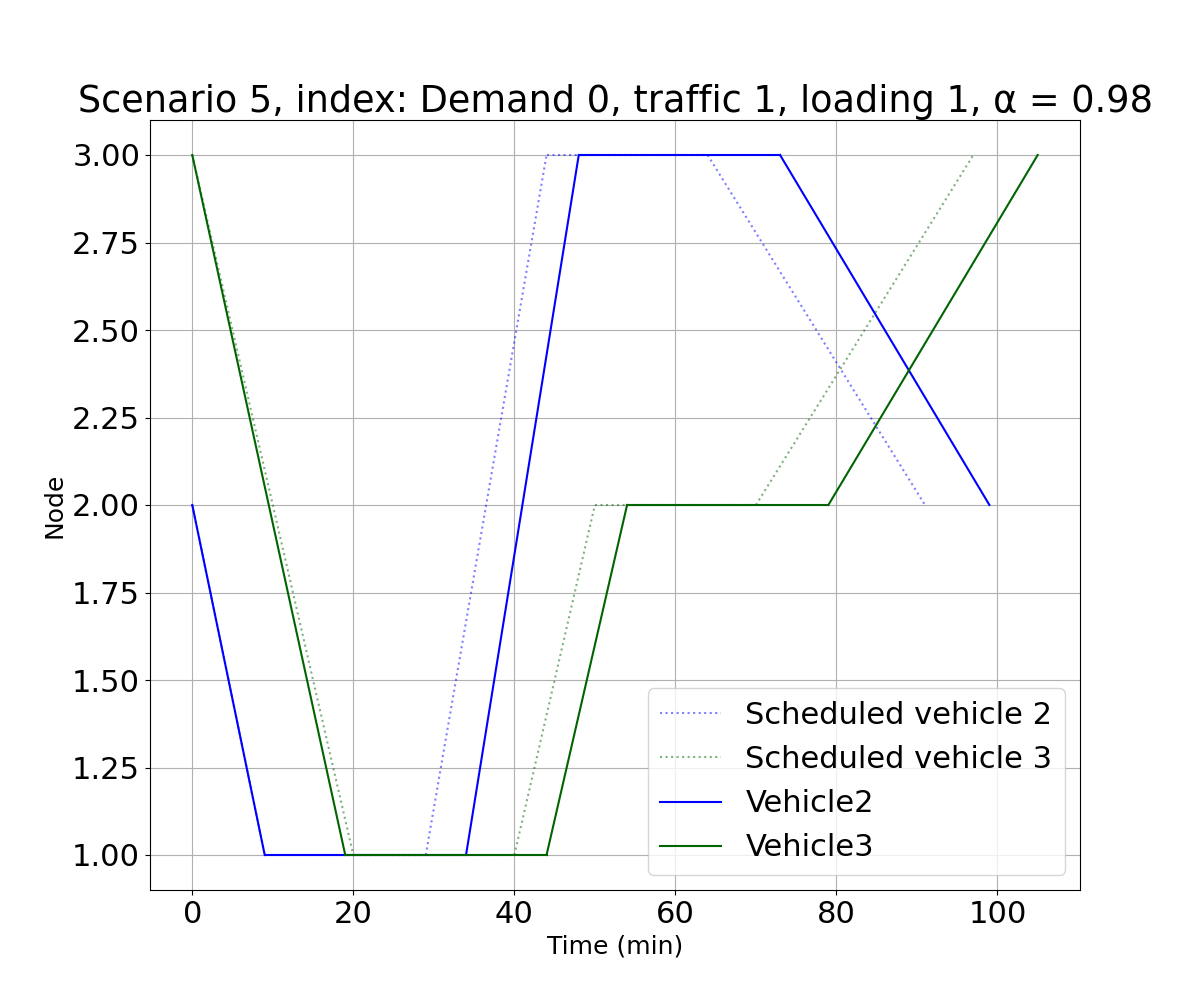 Scenario 5, index: Demand 0, traffic 1, loading 1, α = 0.98
3.00
2.75
2.50
2.25
2.00
1.75
1.50
1.25
1.00
Node
Scheduled vehicle 2
Scheduled vehicle 3
Vehicle2
Vehicle3
0 20 40 60 80 100
Time (min)